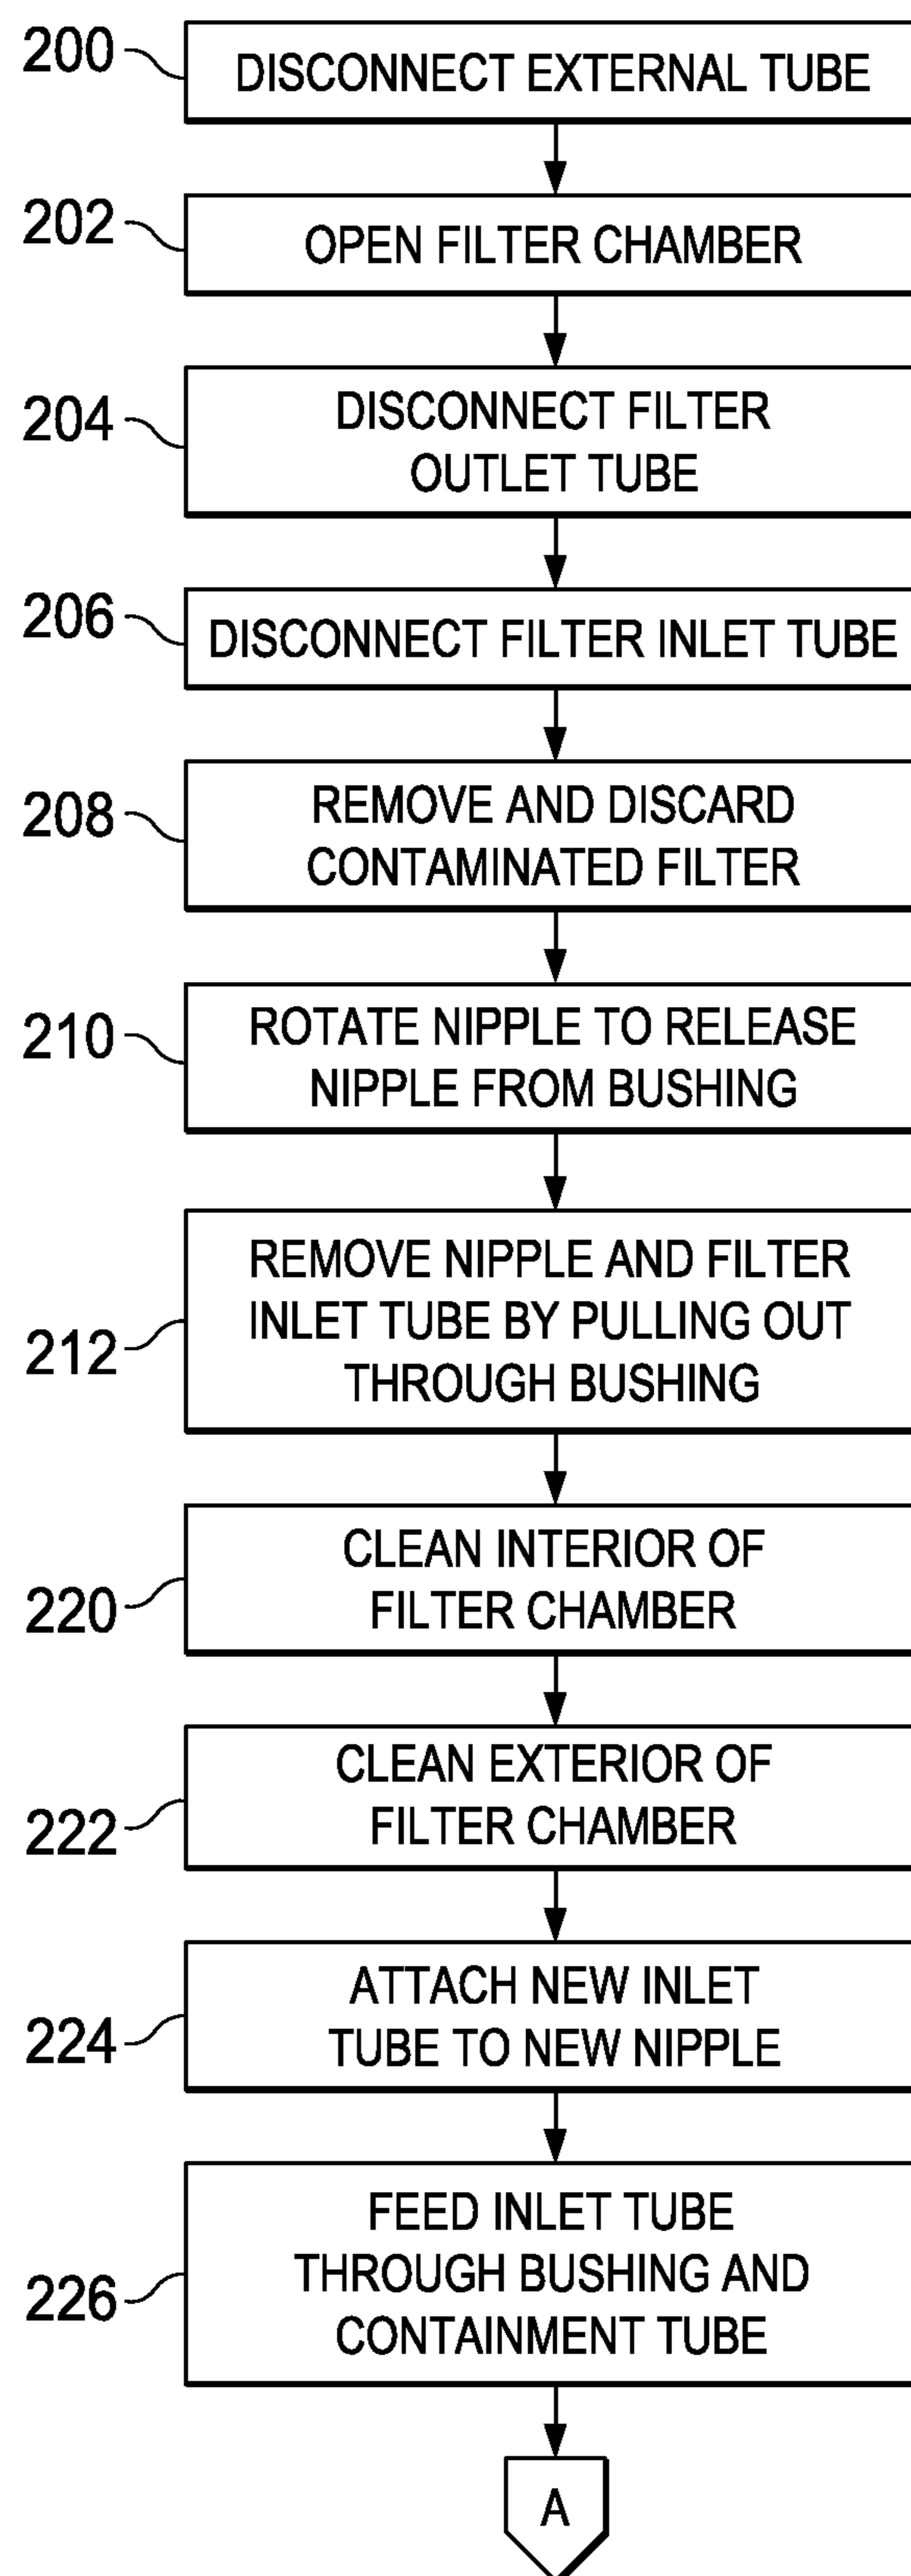 200
DISCONNECT EXTERNAL TUBE
202
OPEN FILTER CHAMBER
204
DISCONNECT FILTER
OUTLET TUBE
206
DISCONNECT FILTER INLET TUBE
208
REMOVE AND DISCARD
CONTAMINATED FILTER
210
ROTATE NIPPLE TO RELEASE
NIPPLE FROM BUSHING
212
REMOVE NIPPLE AND FILTER
INLET TUBE BY PULLING OUT
THROUGH BUSHING
220
CLEAN INTERIOR OF
FILTER CHAMBER
222
CLEAN EXTERIOR OF
FILTER CHAMBER
224
ATTACH NEW INLET
TUBE TO NEW NIPPLE
226
FEED INLET TUBE
THROUGH BUSHING AND
CONTAINMENT TUBE
A